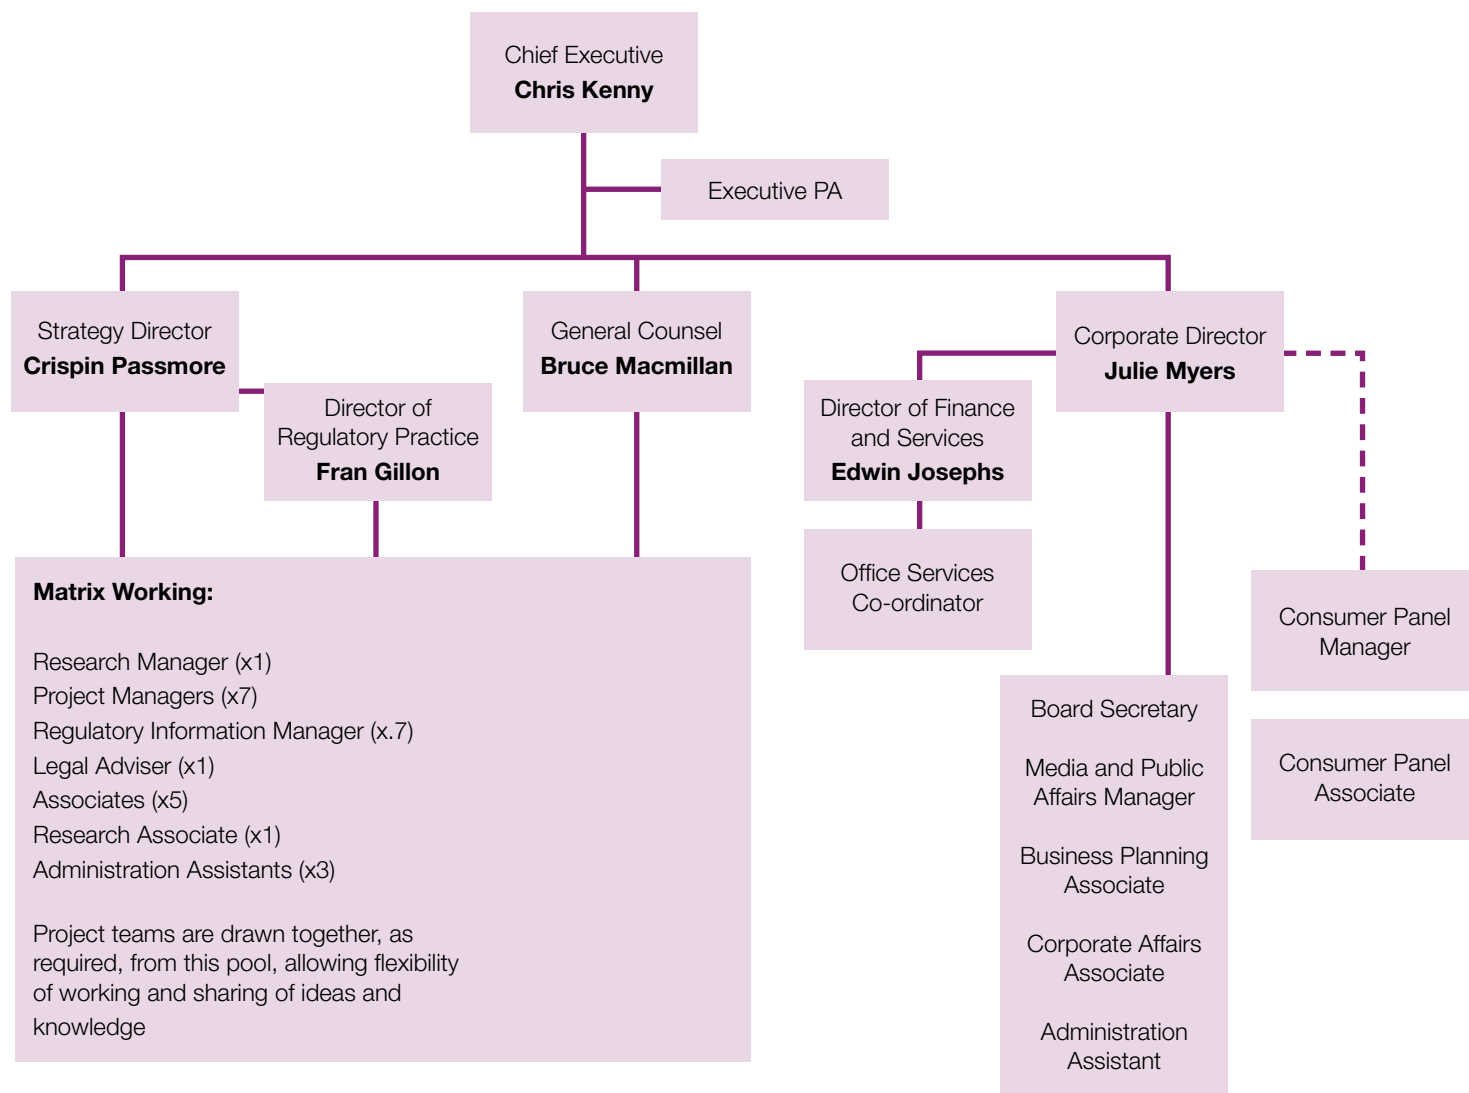 Chief Executive
Chris Kenny
Executive PA
Strategy Director
Crispin Passmore
Director of
Regulatory Practice
Fran Gillon
General Counsel
Bruce Macmillan
Corporate Director
Julie Myers
Director of Finance
and Services
Edwin Josephs
Office Services
Co-ordinator
Consumer Panel
Manager
Consumer Panel
Associate
Board Secretary
Media and Public
Affairs Manager
Business Planning
Associate
Corporate Affairs
Associate
Administration
Assistant
Matrix Working:
Research Manager (x1)
Project Managers (x7)
Regulatory Information Manager (x.7)
Legal Adviser (x1)
Associates (x5)
Research Associate (x1)
Administration Assistants (x3)
Project teams are drawn together, as
required, from this pool, allowing flexibility
of working and sharing of ideas and
knowledge